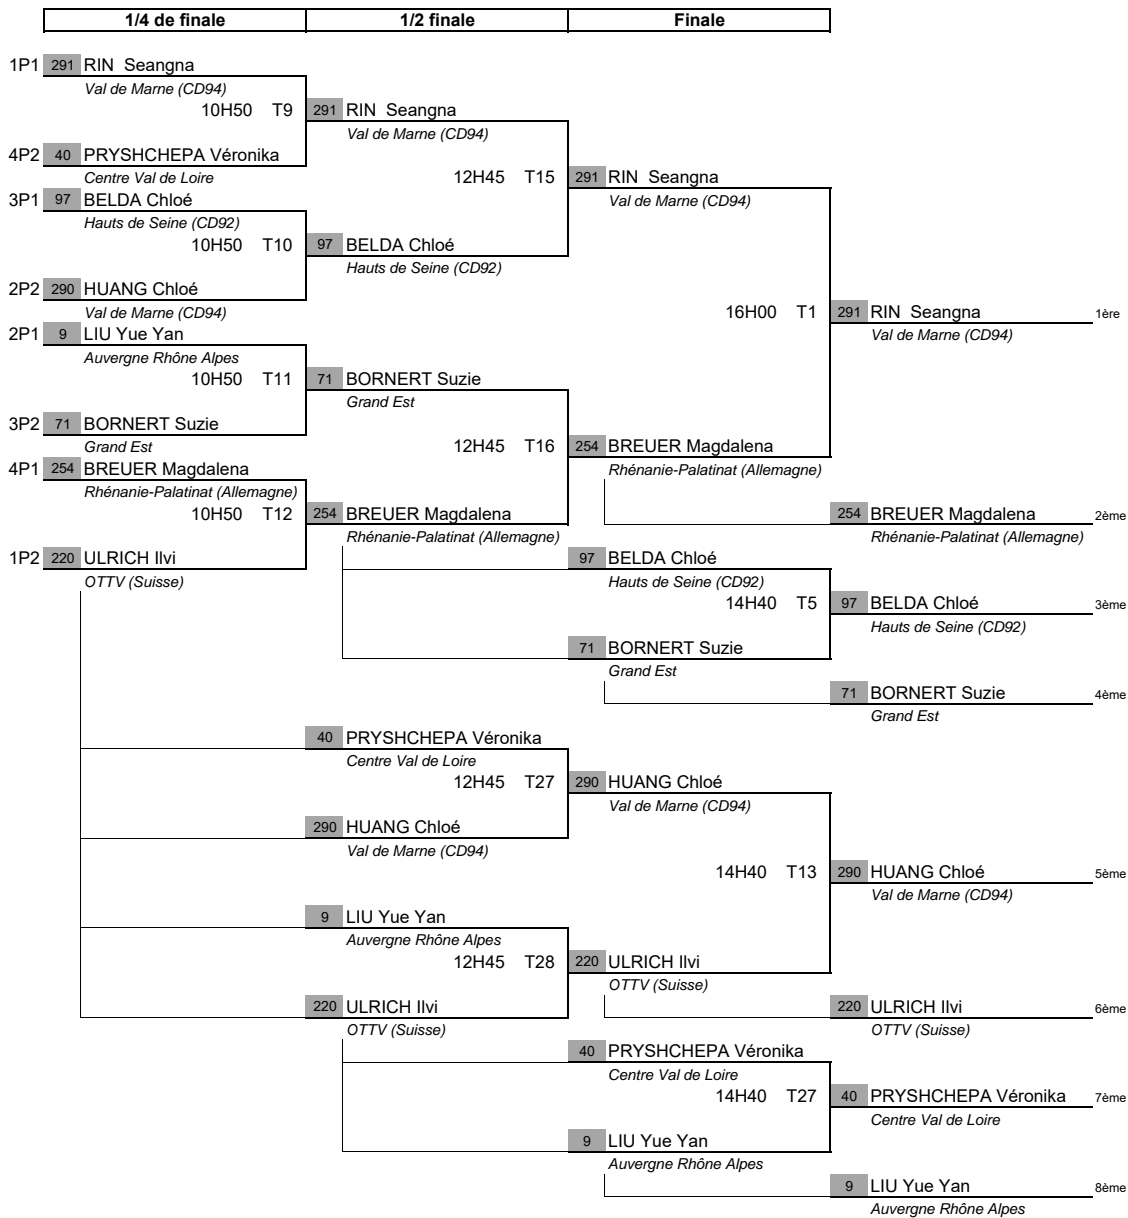 1/4 de finale 1/2 finale Finale
1P1 291 RIN Seangna
Val de Marne (CD94)
10H50 T9 291 RIN Seangna
Val de Marne (CD94)
4P2 40 PRYSHCHEPA Véronika
Centre Val de Loire 12H45 T15 291 RIN Seangna
3P1 97 BELDA Chloé Val de Marne (CD94)
Hauts de Seine (CD92)
10H50 T10 97 BELDA Chloé
Hauts de Seine (CD92)
2P2 290 HUANG Chloé
Val de Marne (CD94) 16H00 T1 291 RIN Seangna 1ère
2P1 9 LIU Yue Yan Val de Marne (CD94)
Auvergne Rhône Alpes
10H50 T11 71 BORNERT Suzie
Grand Est
3P2 71 BORNERT Suzie
Grand Est 12H45 T16 254 BREUER Magdalena
4P1 254 BREUER Magdalena Rhénanie-Palatinat (Allemagne)
Rhénanie-Palatinat (Allemagne)
10H50 T12 254 BREUER Magdalena 254 BREUER Magdalena 2ème
Rhénanie-Palatinat (Allemagne) Rhénanie-Palatinat (Allemagne)
1P2 220 ULRICH Ilvi 97 BELDA Chloé
OTTV (Suisse) Hauts de Seine (CD92)
14H40 T5 97 BELDA Chloé 3ème
Hauts de Seine (CD92)
71 BORNERT Suzie
Grand Est
71 BORNERT Suzie 4ème
Grand Est
40 PRYSHCHEPA Véronika
Centre Val de Loire
12H45 T27 290 HUANG Chloé
Val de Marne (CD94)
290 HUANG Chloé
Val de Marne (CD94)
14H40 T13 290 HUANG Chloé 5ème
Val de Marne (CD94)
9 LIU Yue Yan
Auvergne Rhône Alpes
12H45 T28 220 ULRICH Ilvi
OTTV (Suisse)
220 ULRICH Ilvi 220 ULRICH Ilvi 6ème
OTTV (Suisse) OTTV (Suisse)
40 PRYSHCHEPA Véronika
Centre Val de Loire
14H40 T27 40 PRYSHCHEPA Véronika 7ème
Centre Val de Loire
9 LIU Yue Yan
Auvergne Rhône Alpes
9 LIU Yue Yan 8ème
Auvergne Rhône Alpes